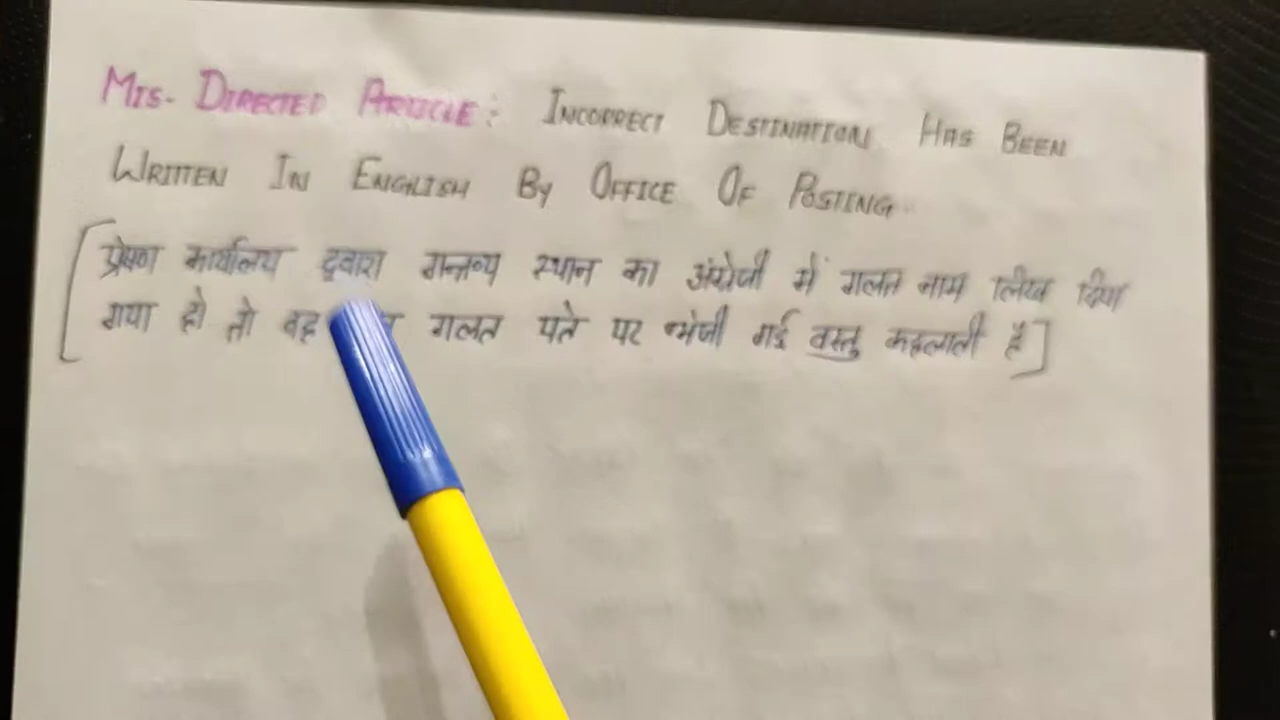 MIS- DIRECTED ARTICLE: INCORRECT DESTINATION HAS BEEN
WRITTEN IN ENGLISH BY OFFICE OF POSTING
[प्रेषण कार्यालय द्वारा गन्तव्य स्थान का अंग्रेजी में गलत नाम लिख दिया
गया हो तो वह गलत पते पर भेजी गई वस्तु कहलाती है]